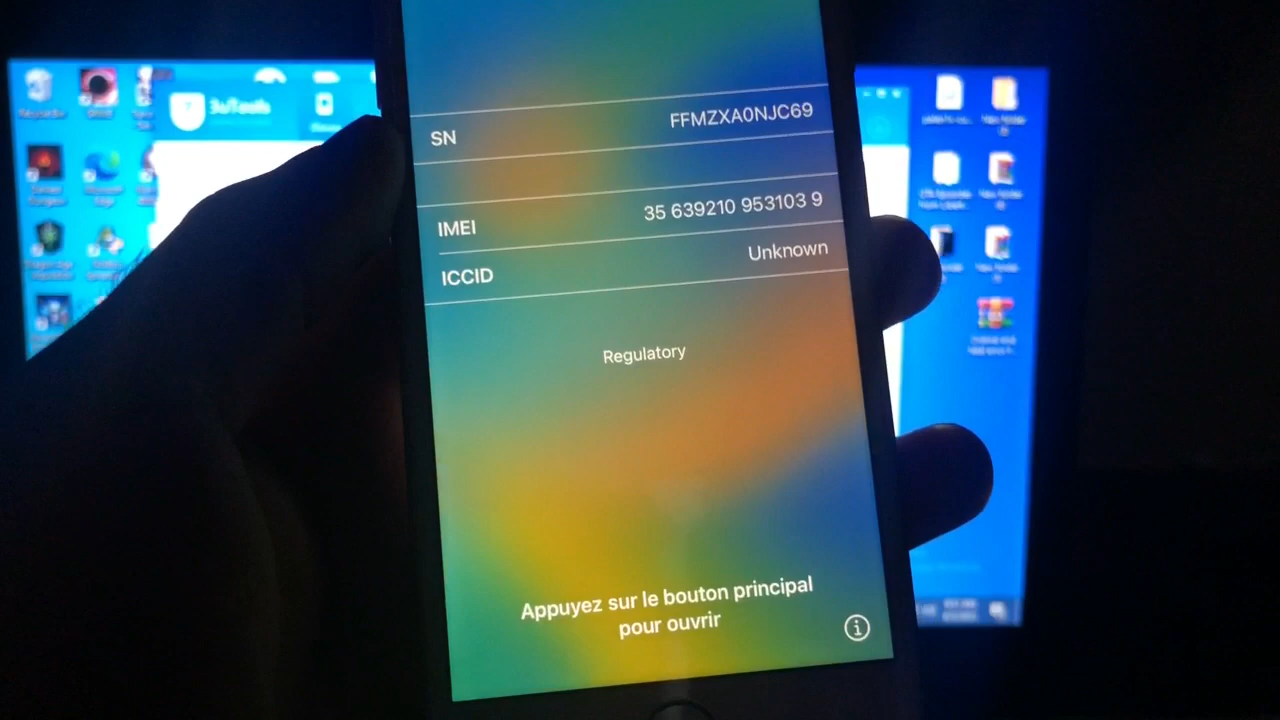 3uTools
SN FFMZXA0NJC69
IMEI 35 639210 953103 9
ICCID Unknown
Regulatory
Appuyez sur le bouton principal
pour ouvrir